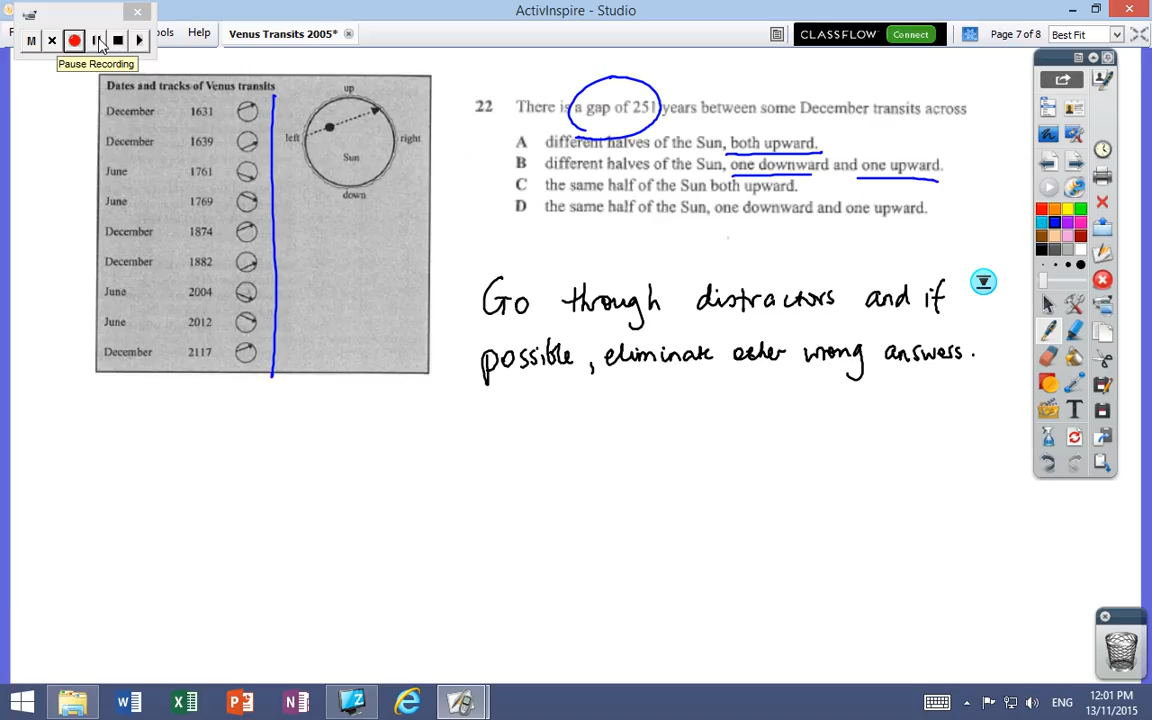 ActivInspire - Studio
F
ols
Help
Venus Transits 2005*
CLASSFLOW
Connect
Page 7 of 8
Best Fit
M
Pause Recording
Dates and tracks of Venus transits
December 1631
December 1639
June 1761
June 1769
December 1874
December 1882
June 2004
June 2012
December 2117
up
left
right
Sun
down
22 There is a gap of 251 years between some December transits across
A different halves of the Sun, both upward.
B different halves of the Sun, one downward and one upward.
C the same half of the Sun both upward.
D the same half of the Sun, one downward and one upward.
Go through distractors and if
possible, eliminate other wrong answers.
ENG
12:01 PM
13/11/2015